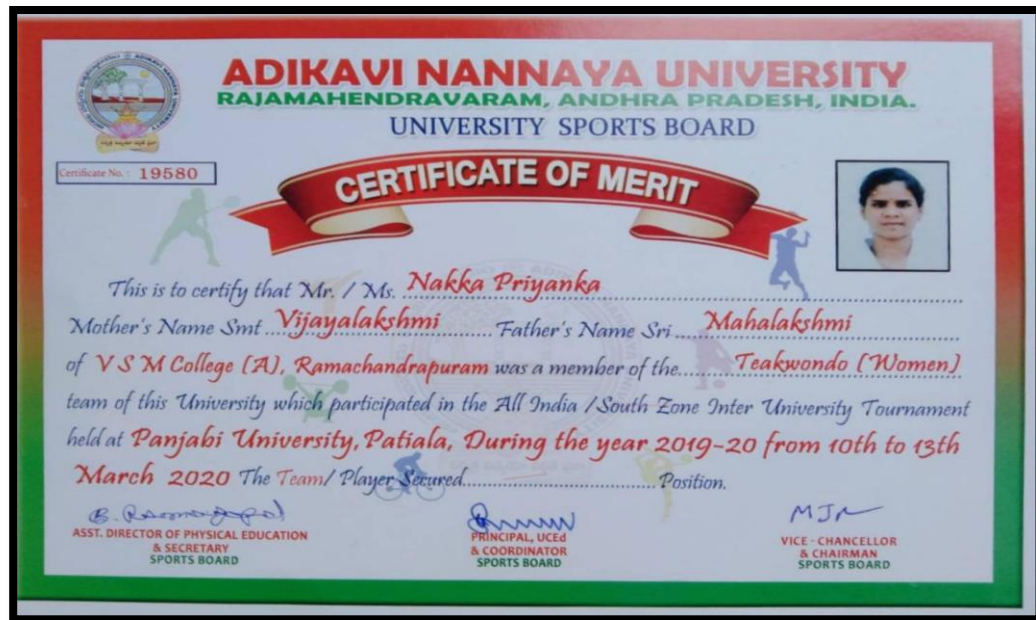 ADIKAVI NANNAYA UNIVERSITY
RAJAMAHENDRAVARAM, ANDHRA PRADESH, INDIA.
UNIVERSITY SPORTS BOARD
Certificate No. : 19580
CERTIFICATE OF MERIT
This is to certify that Mr. / Ms. Nakka Priyanka
Mother's Name Smt. Vijayalakshmi Father's Name Sri Mahalakshmi
of V S M College (A), Ramachandrapuram was a member of the Teakwondo (Women)
team of this University which participated in the All India / South Zone Inter University Tournament
held at Panjabi University, Patiala, During the year 2019-20 from 10th to 13th
March 2020 The Team/ Player Secured Position.
ASST. DIRECTOR OF PHYSICAL EDUCATION
& SECRETARY
SPORTS BOARD
PRINCIPAL, UCEd
& COORDINATOR
SPORTS BOARD
VICE - CHANCELLOR
& CHAIRMAN
SPORTS BOARD